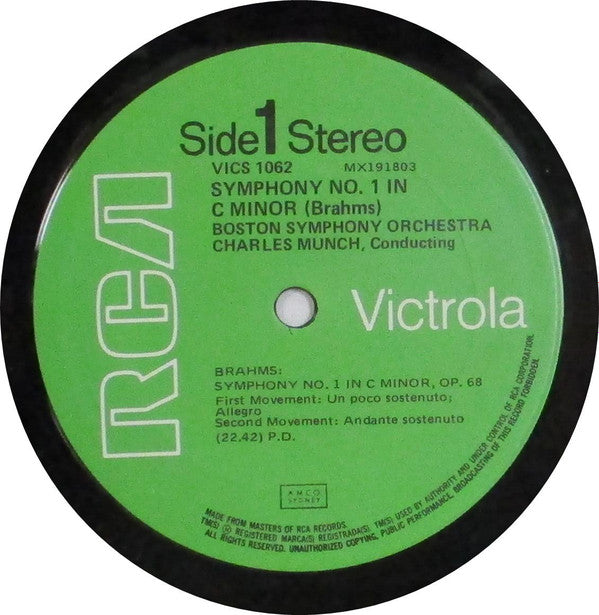 Side 1 Stereo
VICS 1062 MX191803
SYMPHONY NO. 1 IN
C MINOR (Brahms)
BOSTON SYMPHONY ORCHESTRA
CHARLES MUNCH, Conducting
RCA
Victrola
BRAHMS:
SYMPHONY NO. 1 IN C MINOR, OP. 68
First Movement: Un poco sostenuto;
Allegro
Second Movement: Andante sostenuto
(22.42) P.D.
AMCO
SYDNEY
MADE FROM MASTERS OF RCA RECORDS.
TM(S) ® REGISTERED MARCA(S) REGISTRADA(S). TM(S) USED BY AUTHORITY AND UNDER CONTROL OF RCA CORPORATION.
ALL RIGHTS RESERVED. UNAUTHORIZED COPYING, PUBLIC PERFORMANCE, BROADCASTING OF THIS RECORD FORBIDDEN.